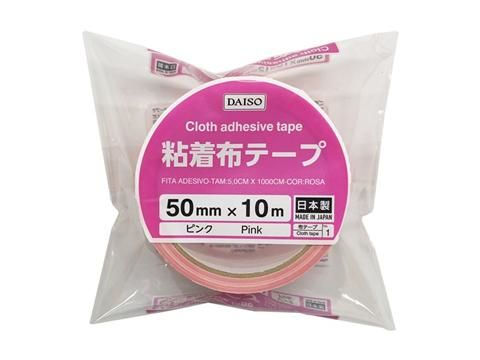 DAISO
Cloth adhesive tape
粘着布テープ
FITA ADESIVO-TAM:5,0CM X 1000CM-COR:ROSA
50mm×10m
日本製
MADE IN JAPAN
ピンク Pink
布テープ
Cloth tape
1